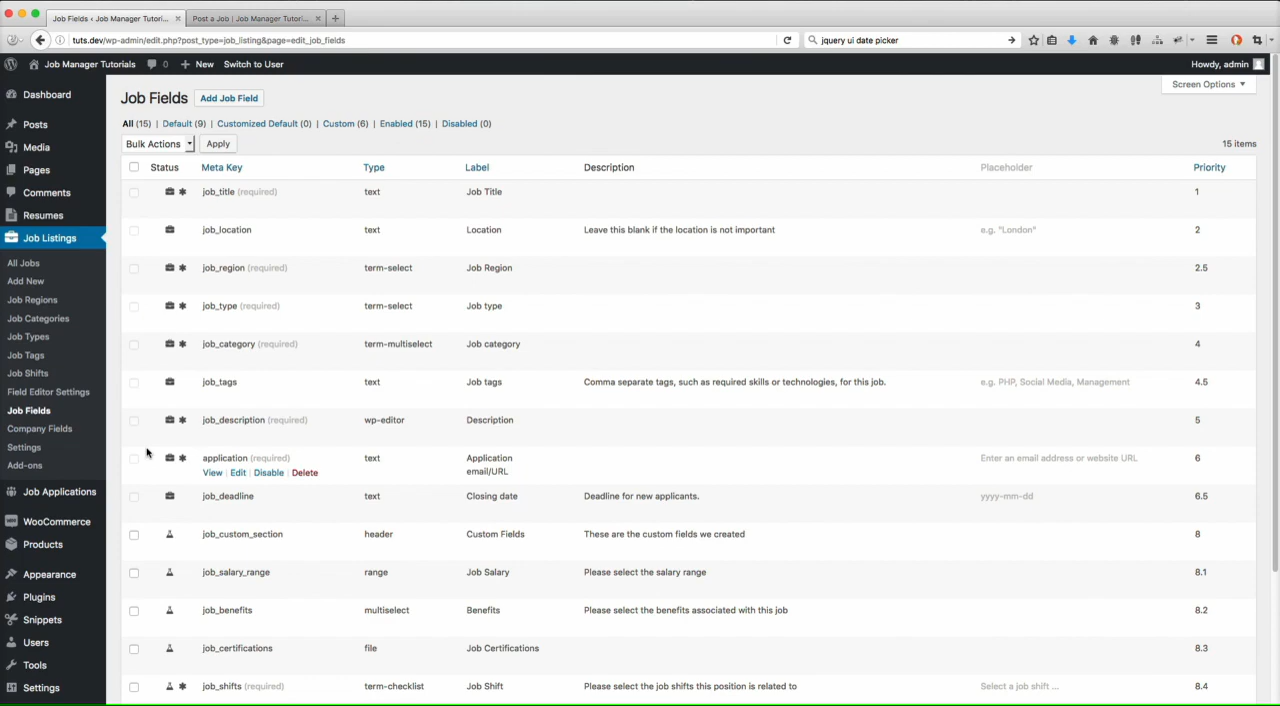 Job Fields ‹ Job Manager Tutori...
Post a Job | Job Manager Tutori...
tuts.dev/wp-admin/edit.php?post_type=job_listing&page=edit_job_fields
jquery ui date picker
Job Manager Tutorials 0 New Switch to User Howdy, admin
Dashboard
Posts
Media
Pages
Comments
Resumes
Job Listings
All Jobs
Add New
Job Regions
Job Categories
Job Types
Job Tags
Job Shifts
Field Editor Settings
Job Fields
Company Fields
Settings
Add-ons
Job Applications
WooCommerce
Products
Appearance
Plugins
Snippets
Users
Tools
Settings
Screen Options
Job Fields Add Job Field
All (15) | Default (9) | Customized Default (0) | Custom (6) | Enabled (15) | Disabled (0)
Bulk Actions Apply 15 items
Status Meta Key Type Label Description Placeholder Priority
job_title (required) text Job Title 1
job_location text Location Leave this blank if the location is not important e.g. "London" 2
job_region (required) term-select Job Region 2.5
job_type (required) term-select Job type 3
job_category (required) term-multiselect Job category 4
job_tags text Job tags Comma separate tags, such as required skills or technologies, for this job. e.g. PHP, Social Media, Management 4.5
job_description (required) wp-editor Description 5
application (required) text Application Enter an email address or website URL 6
View | Edit | Disable | Delete email/URL
job_deadline text Closing date Deadline for new applicants. yyyy-mm-dd 6.5
job_custom_section header Custom Fields These are the custom fields we created 8
job_salary_range range Job Salary Please select the salary range 8.1
job_benefits multiselect Benefits Please select the benefits associated with this job 8.2
job_certifications file Job Certifications 8.3
job_shifts (required) term-checklist Job Shift Please select the job shifts this position is related to Select a job shift ... 8.4